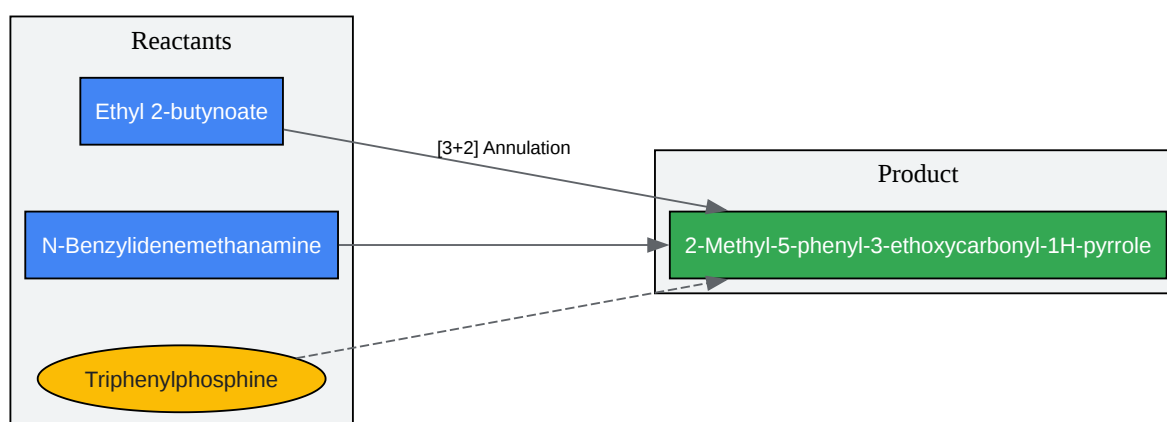 Reactants
Ethyl 2-butynoate
[3+2] Annulation
Product
N-Benzylidenemethanamine
2-Methyl-5-phenyl-3-ethoxycarbonyl-1H-pyrrole
Triphenylphosphine